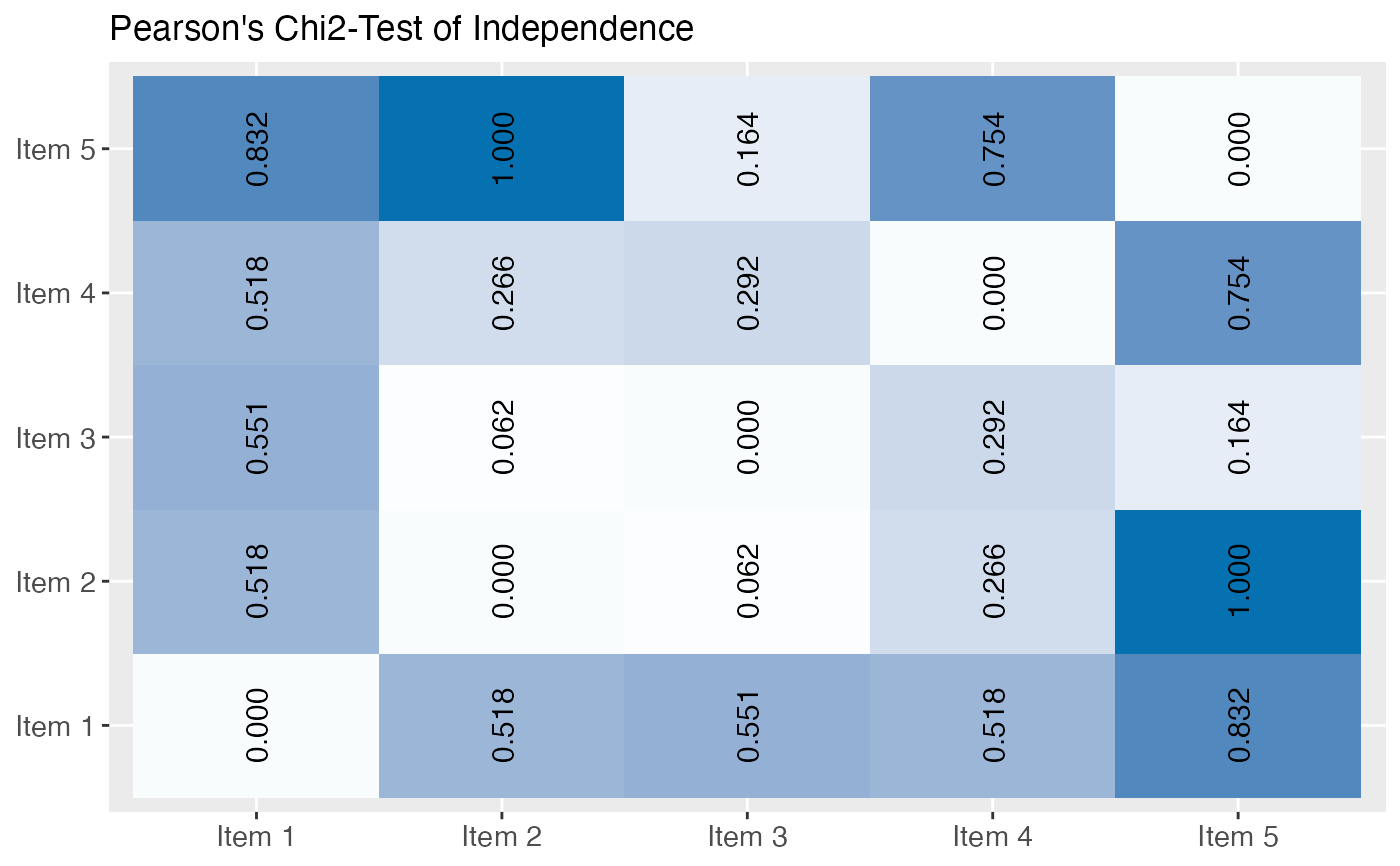 Pearson's Chi2-Test of Independence
Item 5 0.832 1.000 0.164 0.754 0.000
Item 4 0.518 0.266 0.292 0.000 0.754
Item 3 0.551 0.062 0.000 0.292 0.164
Item 2 0.518 0.000 0.062 0.266 1.000
Item 1 0.000 0.518 0.551 0.518 0.832
Item 1 Item 2 Item 3 Item 4 Item 5